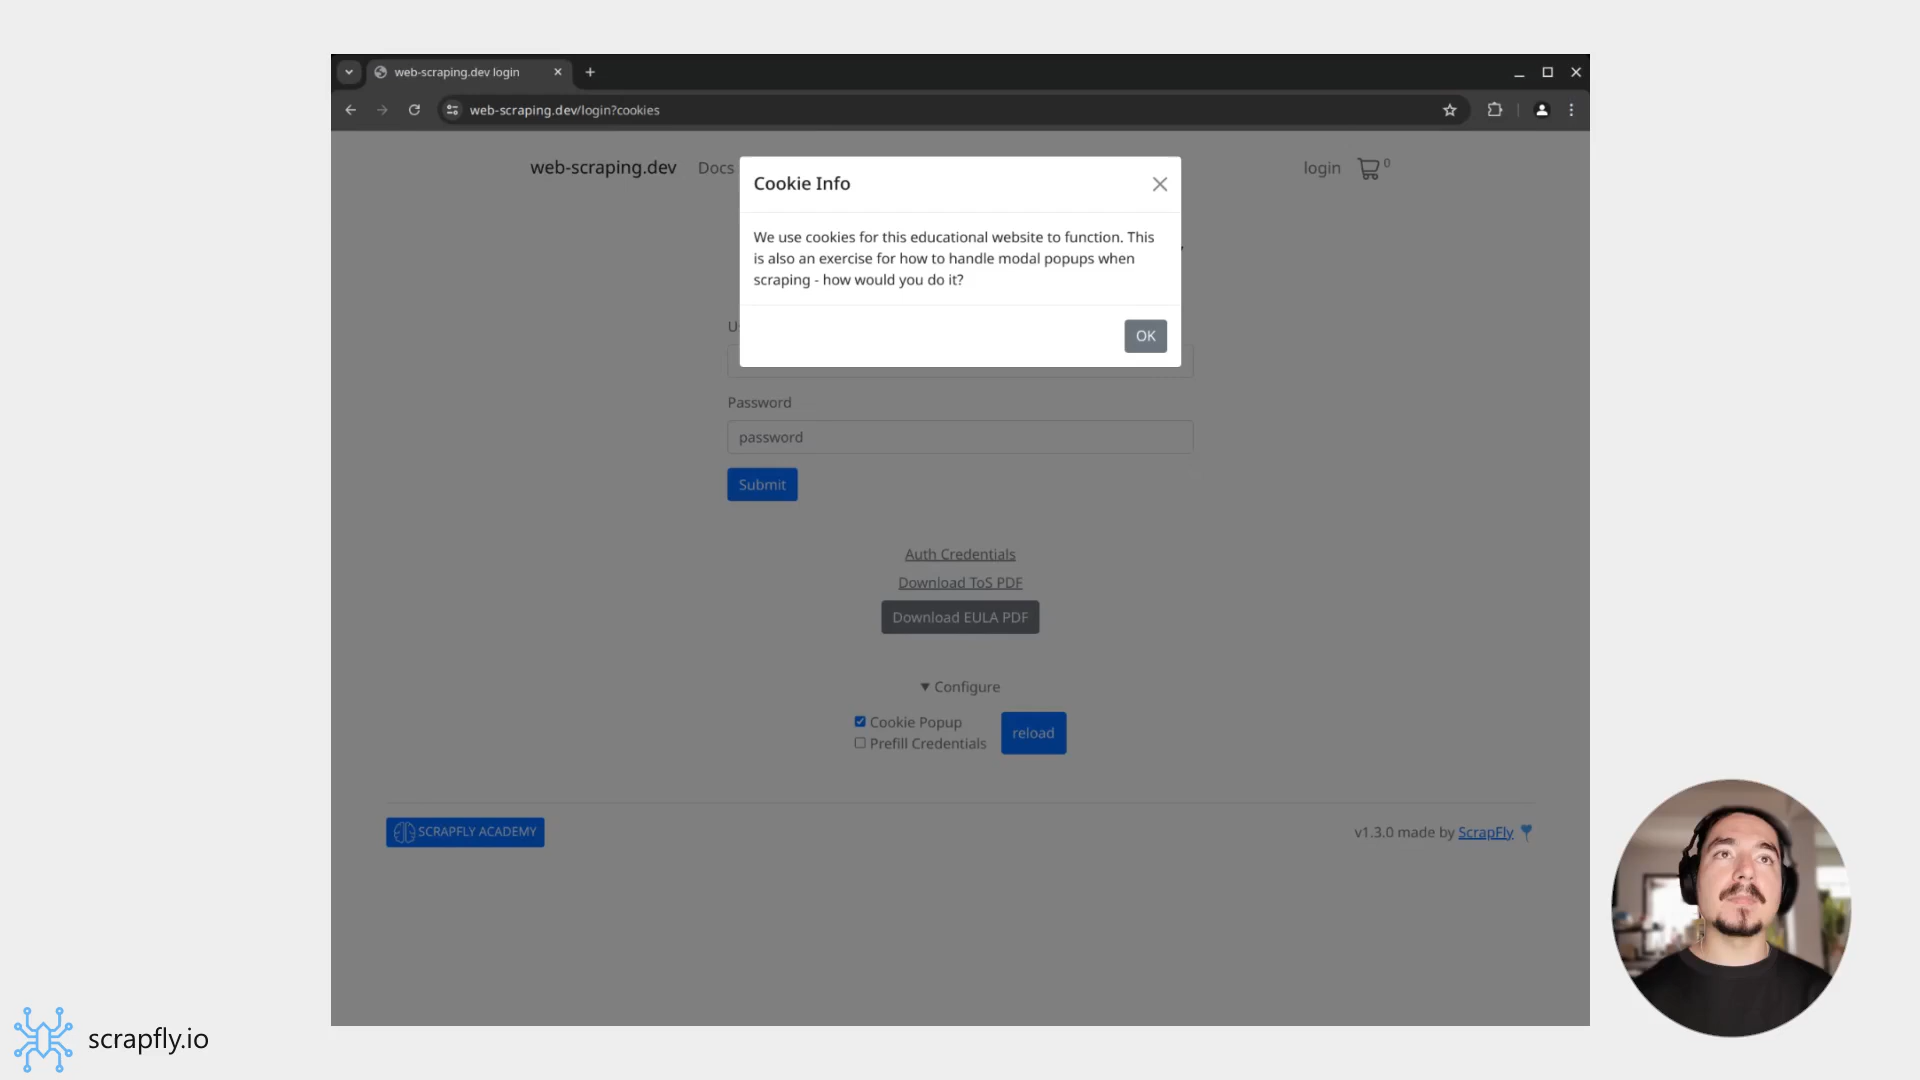 web-scraping.dev login
web-scraping.dev/login?cookies
web-scraping.dev Docs
login 0
Cookie Info
We use cookies for this educational website to function. This
is also an exercise for how to handle modal popups when
scraping - how would you do it?
OK
U
Password
password
Submit
Auth Credentials
Download ToS PDF
Download EULA PDF
▼ Configure
Cookie Popup
Prefill Credentials
reload
SCRAPFLY ACADEMY
v1.3.0 made by ScrapFly
scrapfly.io